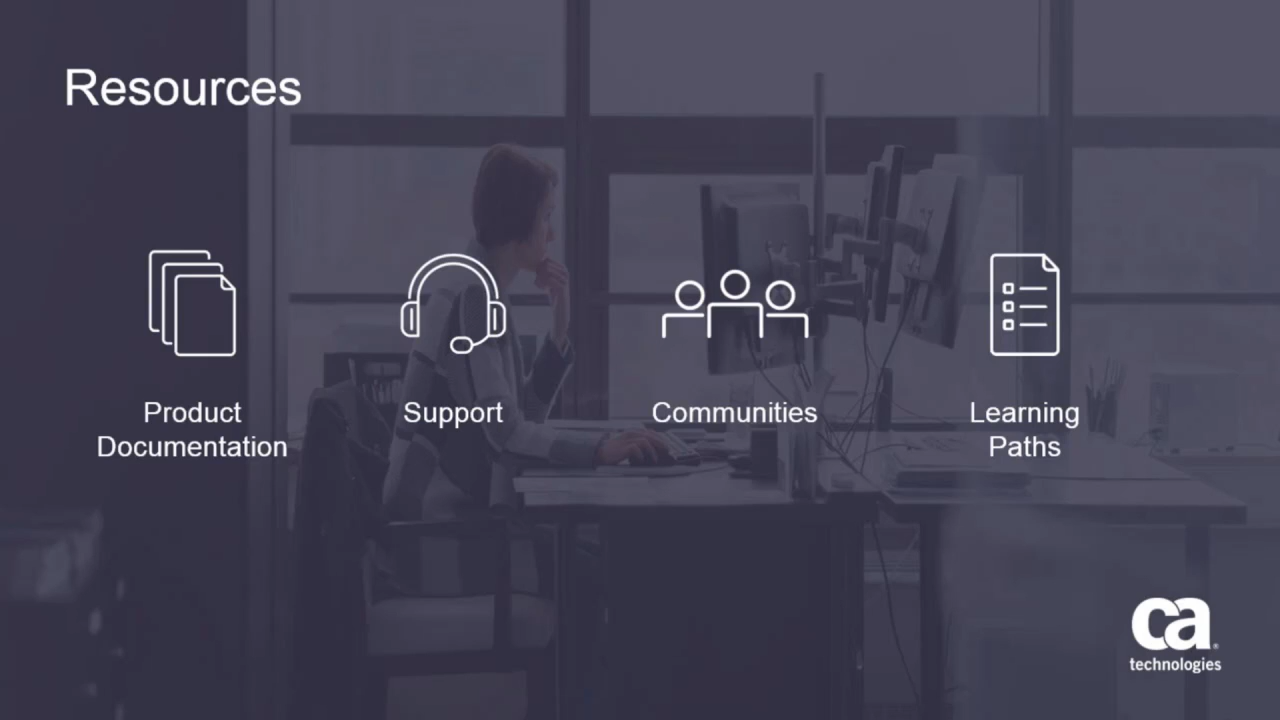 Resources
Product
Documentation
Support
Communities
Learning
Paths
ca
technologies